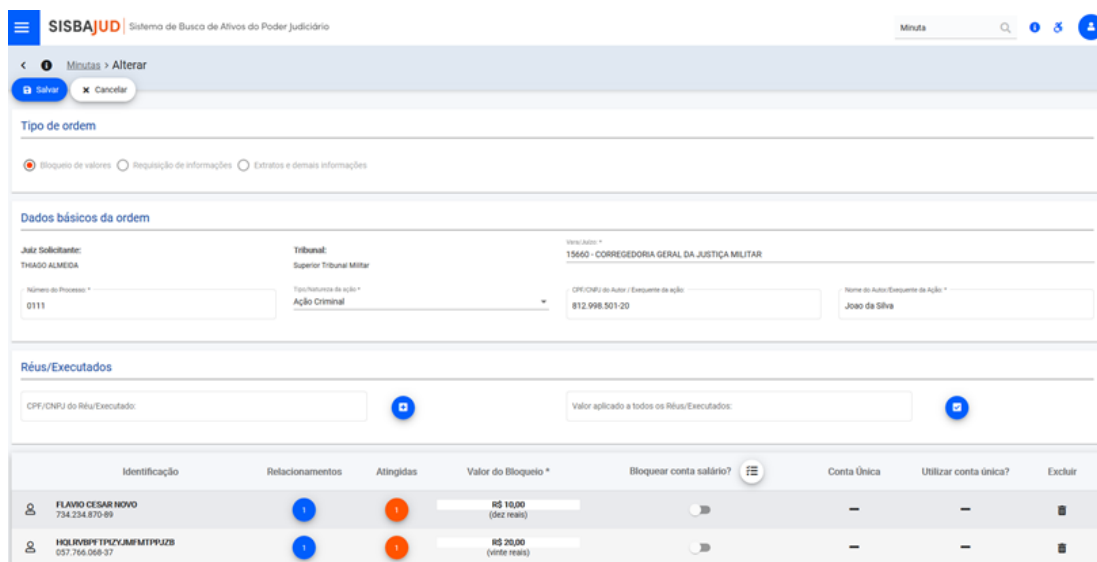 SISBAJUD Sistema de Busca de Ativos do Poder Judiciário
Minuta
Minutas > Alterar
Salvar
Cancelar
Tipo de ordem
Bloqueio de valores Requisição de informações Extratos e demais informações
Dados básicos da ordem
Juiz Solicitante: Tribunal: Vara/Juízo: *
THIAGO ALMEIDA Superior Tribunal Militar 15660 - CORREGEDORIA GERAL DA JUSTIÇA MILITAR
Número do Processo: * Tipo/Natureza da ação * CPF/CNPJ do Autor / Exequente da ação: Nome do Autor/Exequente da Ação: *
0111 Ação Criminal 812.998.501-20 Joao da Silva
Réus/Executados
CPF/CNPJ do Réu/Executado: Valor aplicado a todos os Réus/Executados:
Identificação Relacionamentos Atingidas Valor do Bloqueio * Bloquear conta salário? Conta Única Utilizar conta única? Excluir
FLAVIO CESAR NOVO 1 1 R$ 10,00
734.234.870-89 (dez reais)
HQLRVBPFTPIZYJMFMTPPJZB 1 1 R$ 20,00
057.766.068-37 (vinte reais)